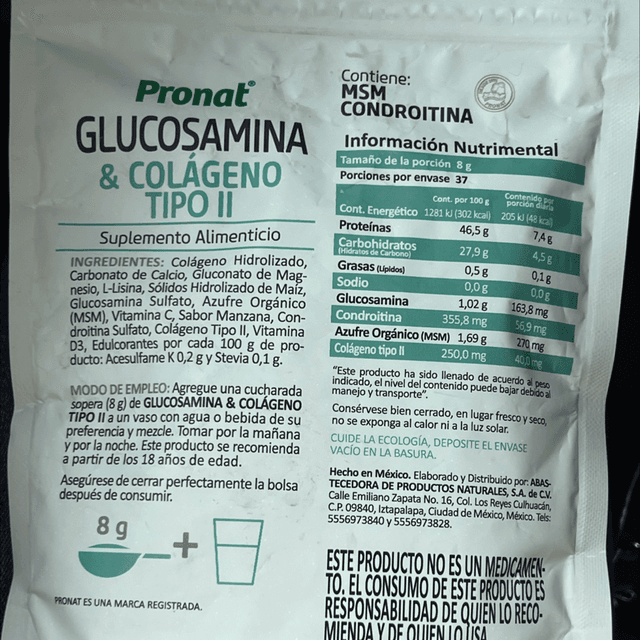 Pronat®
GLUCOSAMINA
& COLÁGENO
TIPO II
Suplemento Alimenticio
INGREDIENTES: Colágeno Hidrolizado,
Carbonato de Calcio, Gluconato de Mag-
nesio, L-Lisina, Sólidos Hidrolizado de Maíz,
Glucosamina Sulfato, Azufre Orgánico
(MSM), Vitamina C, Sabor Manzana, Con-
droitina Sulfato, Colágeno Tipo II, Vitamina
D3, Edulcorantes por cada 100 g de pro-
ducto: Acesulfame K 0,2 g y Stevia 0,1 g.
MODO DE EMPLEO: Agregue una cucharada
sopera (8 g) de GLUCOSAMINA & COLÁGENO
TIPO II a un vaso con agua o bebida de su
preferencia y mezcle. Tomar por la mañana
y por la noche. Este producto se recomienda
a partir de los 18 años de edad.
Asegúrese de cerrar perfectamente la bolsa
después de consumir.
8 g
+
PRONAT ES UNA MARCA REGISTRADA.
Contiene:
MSM
CONDROITINA
Información Nutrimental
Tamaño de la porción 8 g
Porciones por envase 37
Cont. por 100 g Contenido por
porción diaria
Cont. Energético 1281 kJ (302 kcal) 205 kJ (48 kcal)
Proteínas 46,5 g 7,4 g
Carbohidratos 27,9 g 4,5 g
(Hidratos de Carbono)
Grasas (Lípidos) 0,5 g 0,1 g
Sodio 0,0 g 0,0 g
Glucosamina 1,02 g 163,8 mg
Condroitina 355,8 mg 56,9 mg
Azufre Orgánico (MSM) 1,69 g 270 mg
Colágeno tipo II 250,0 mg 40,0 mg
"Este producto ha sido llenado de acuerdo al peso
indicado, el nivel del contenido puede bajar debido al
manejo y transporte".
Consérvese bien cerrado, en lugar fresco y seco,
no se exponga al calor ni a la luz solar.
CUIDE LA ECOLOGÍA, DEPOSITE EL ENVASE
VACÍO EN LA BASURA.
Hecho en México. Elaborado y Distribuido por: ABAS-
TECEDORA DE PRODUCTOS NATURALES, S.A. de C.V.
Calle Emiliano Zapata No. 16, Col. Los Reyes Culhuacán,
C.P. 09840, Iztapalapa, Ciudad de México, México. Tels:
5556973840 y 5556973828.
ESTE PRODUCTO NO ES UN MEDICAMEN-
TO. EL CONSUMO DE ESTE PRODUCTO ES
RESPONSABILIDAD DE QUIEN LO RECO-
MIENDA Y DE QUIEN LO USA